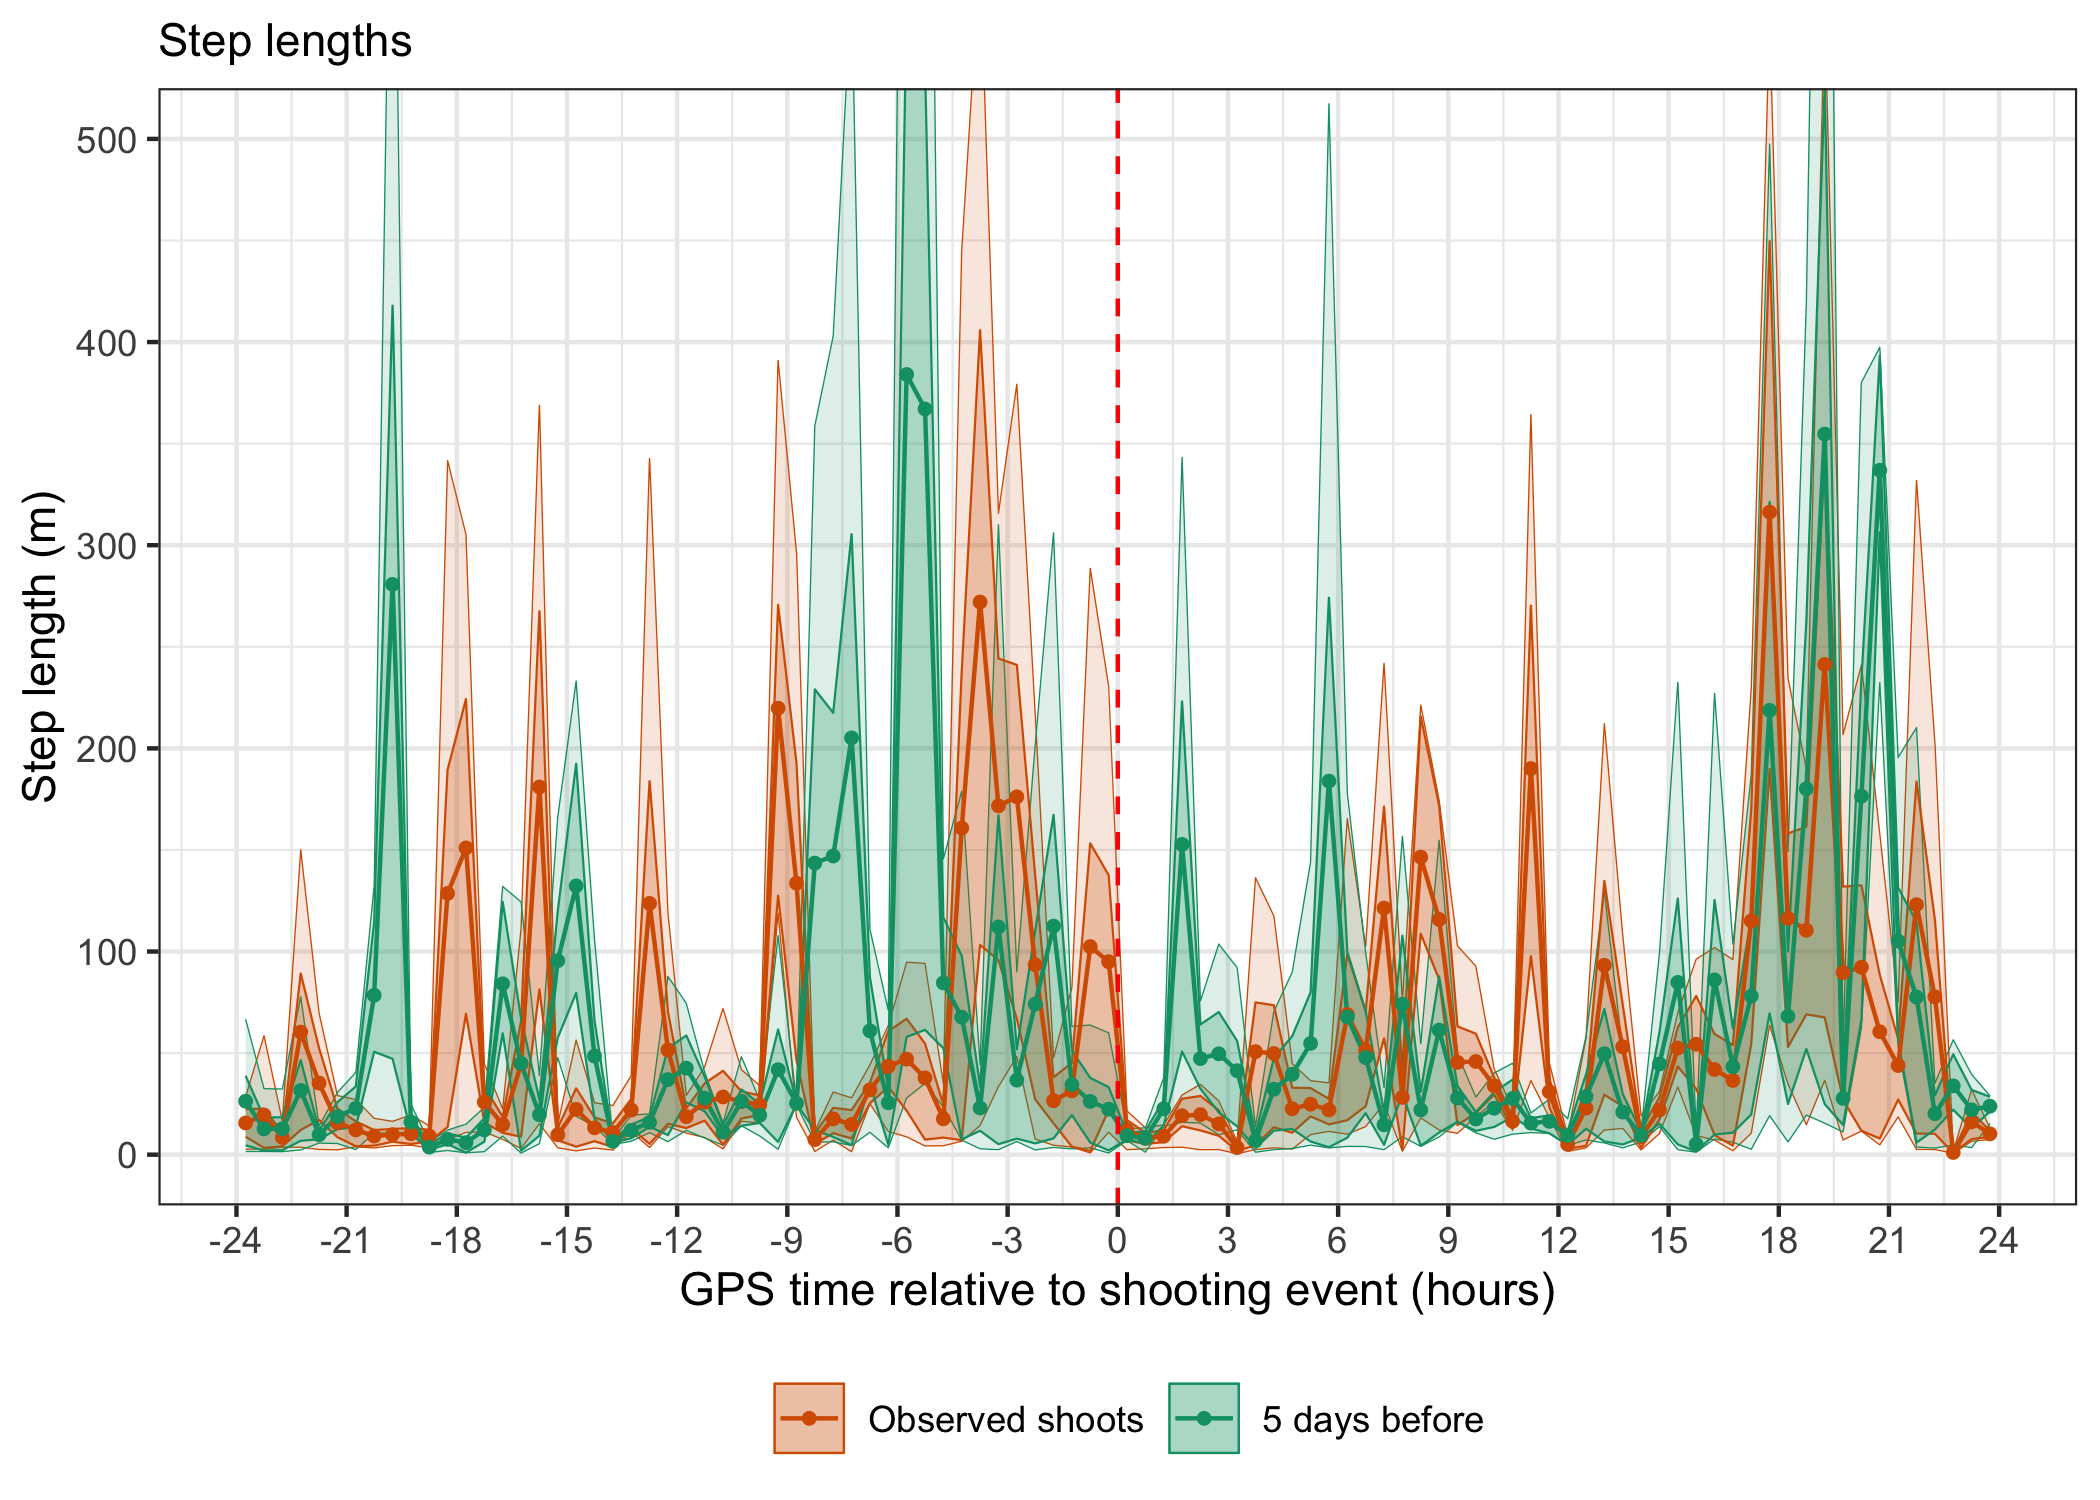 Step lengths
Step length (m)
500
400
300
200
100
0
-24 -21 -18 -15 -12 -9 -6 -3 0 3 6 9 12 15 18 21 24
GPS time relative to shooting event (hours)
Observed shoots 5 days before